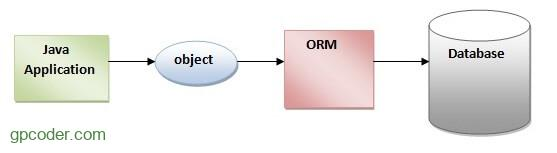 Java
Application
object
ORM
Database
gpcoder.com